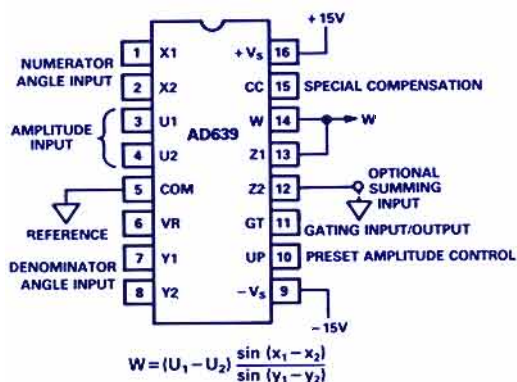 +15V
NUMERATOR
ANGLE INPUT
1 X1
2 X2
AMPLITUDE
INPUT
3 U1
4 U2
5 COM
REFERENCE
6 VR
DENOMINATOR
ANGLE INPUT
7 Y1
8 Y2
AD639
+VS 16
CC 15 SPECIAL COMPENSATION
W 14 W
Z1 13
Z2 12
OPTIONAL
SUMMING
INPUT
GT 11 GATING INPUT/OUTPUT
UP 10 PRESET AMPLITUDE CONTROL
−VS 9
−15V
W = (U1 − U2) sin (x1 − x2) / sin (y1 − y2)